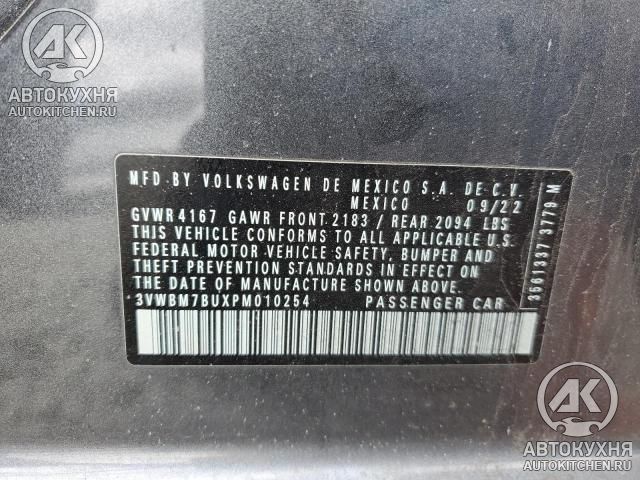 АК
АВТОКУХНЯ
AUTOKITCHEN.RU
MFD.BY VOLKSWAGEN DE MEXICO S.A. DE C.V.
MEXICO 09/22
GVWR 4167 GAWR FRONT 2183 / REAR 2094 LBS
THIS VEHICLE CONFORMS TO ALL APPLICABLE U.S.
FEDERAL MOTOR VEHICLE SAFETY, BUMPER AND
THEFT PREVENTION STANDARDS IN EFFECT ON
THE DATE OF MANUFACTURE SHOWN ABOVE.
*3VWBM7BUXPM010254* PASSENGER CAR
3561337 3779 M
АК
АВТОКУХНЯ
AUTOKITCHEN.RU